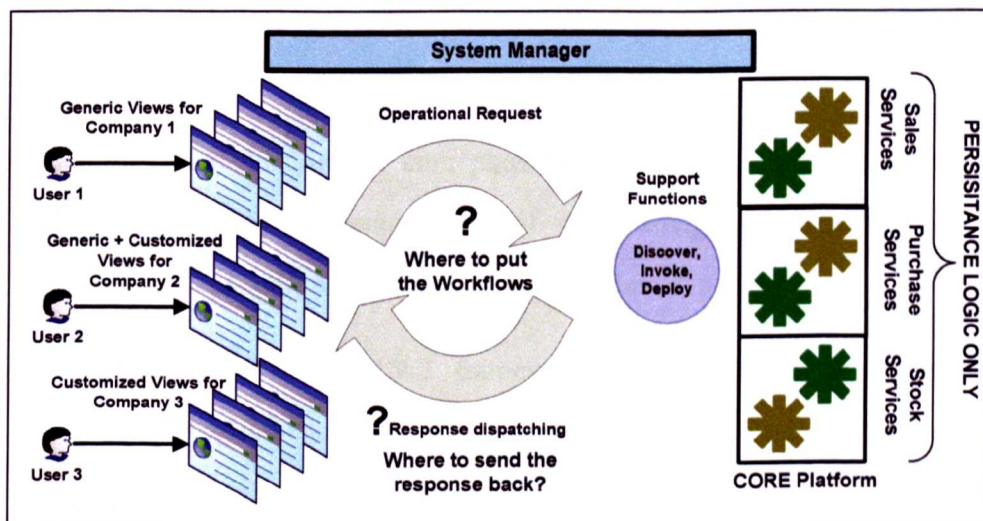 System Manager
Generic Views for
Company 1
User 1
Generic + Customized
Views for
Company 2
User 2
Customized Views for
Company 3
User 3
Operational Request
?
Where to put
the Workflows
? Response dispatching
Where to send the
response back?
Support
Functions
Discover,
Invoke,
Deploy
Sales
Services
Purchase
Services
Stock
Services
CORE Platform
PERSISITANCE LOGIC ONLY